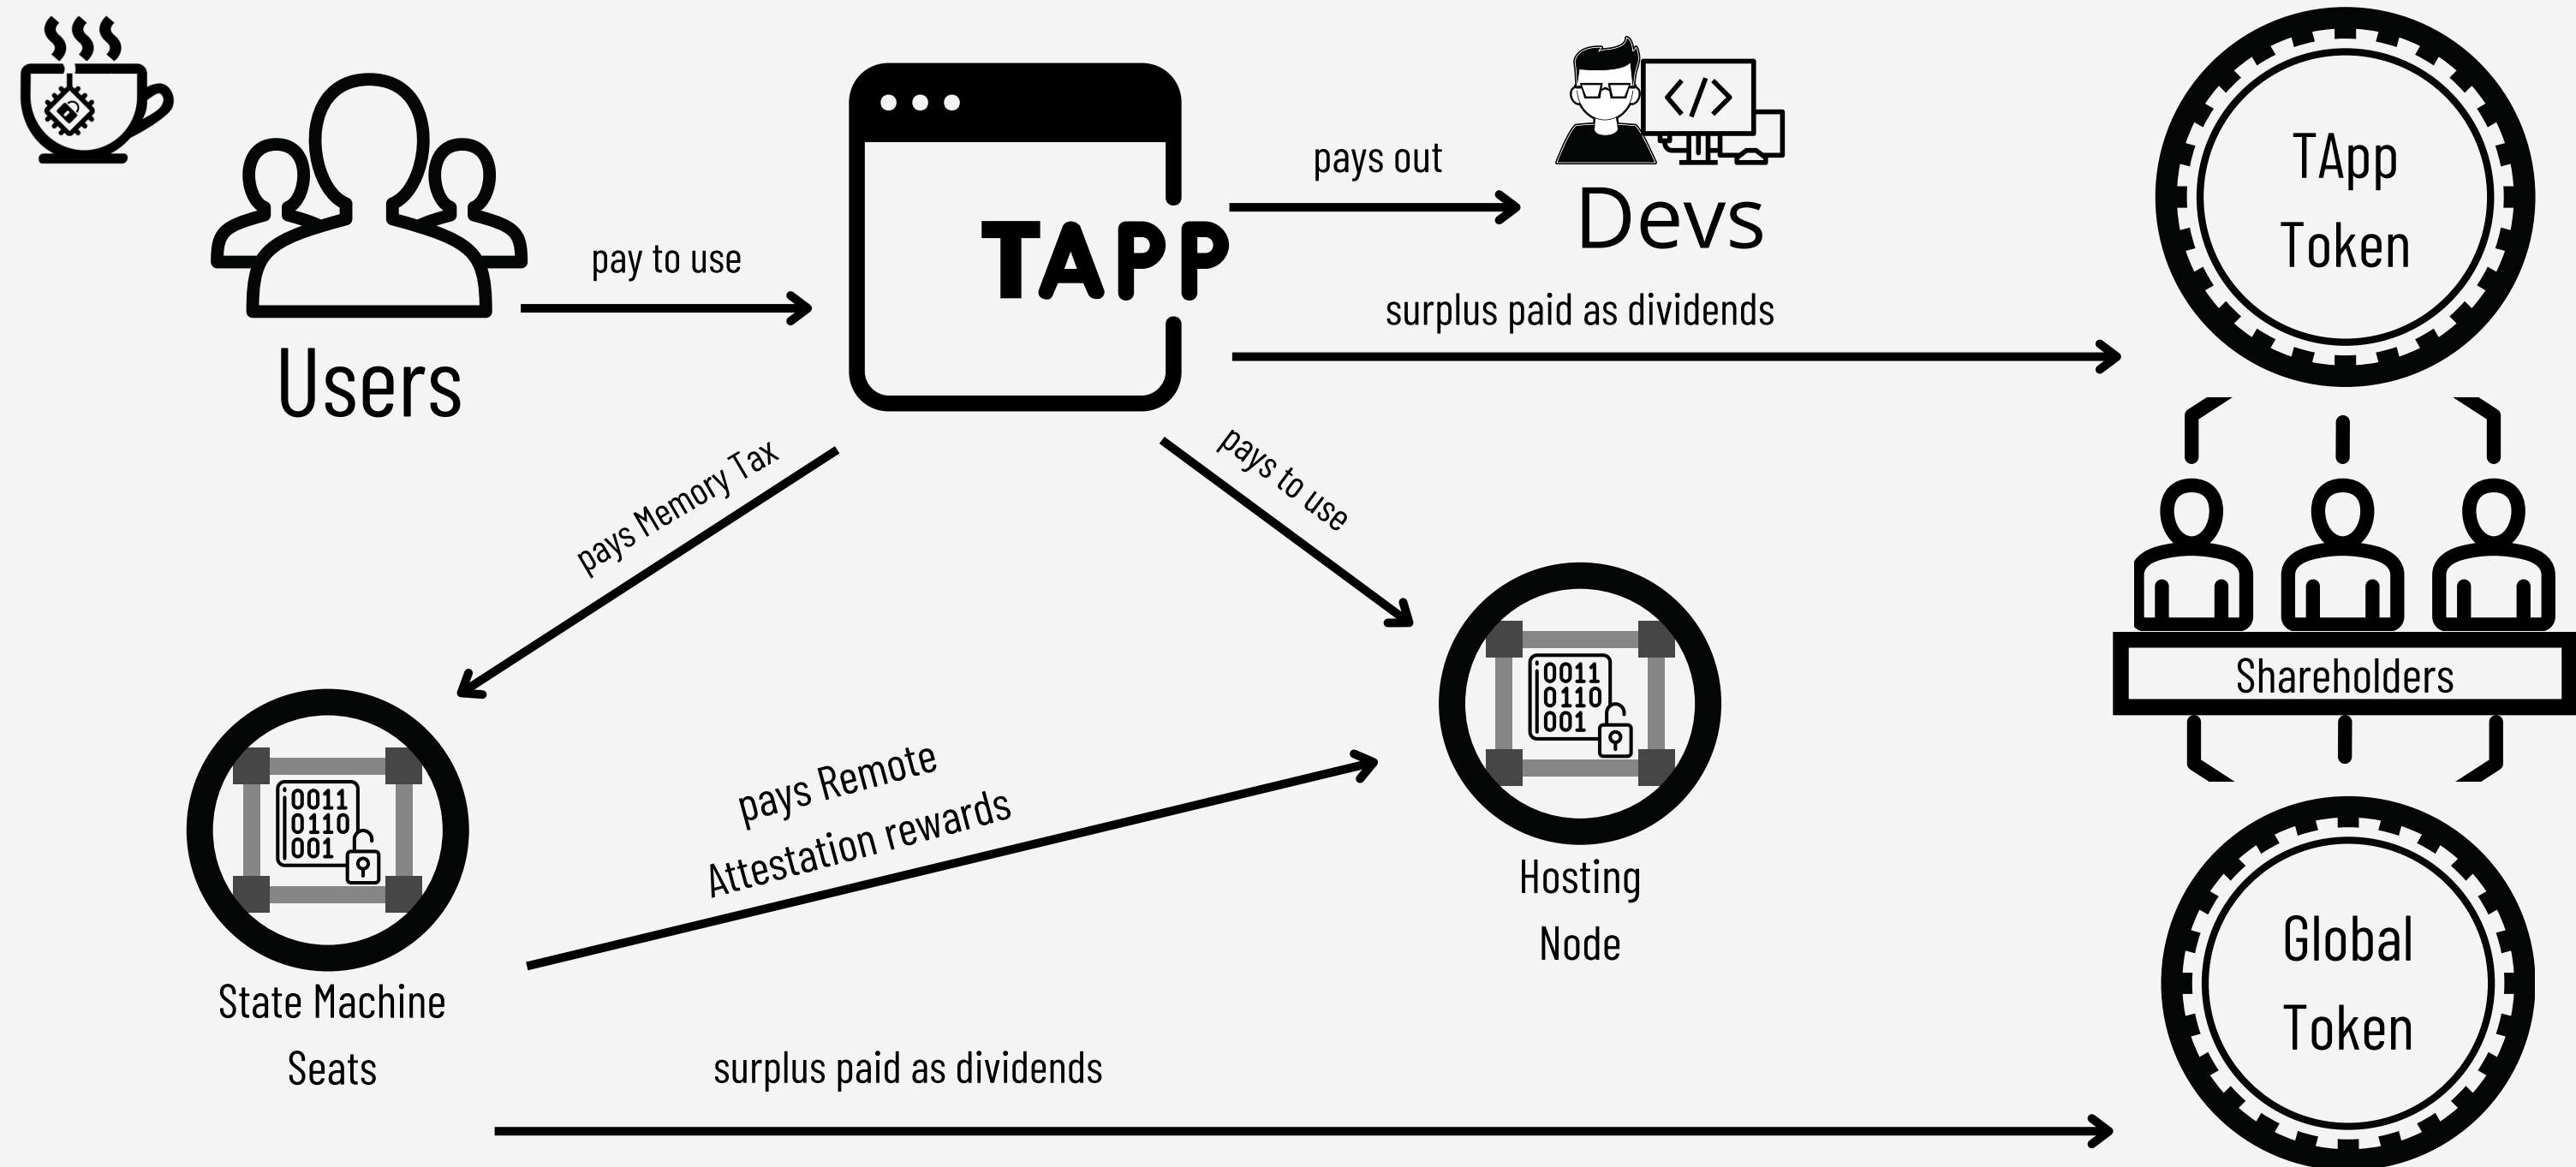 Users
pay to use
TAPP
pays out
</>
Devs
surplus paid as dividends
TApp
Token
pays Memory Tax
pays to use
Shareholders
0011
0110
001
Hosting
Node
0011
0110
001
State Machine
Seats
pays Remote
Attestation rewards
surplus paid as dividends
Global
Token